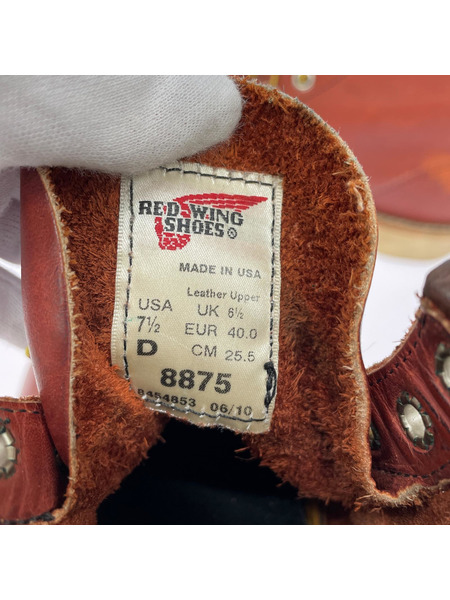 RED WING
SHOES®
MADE IN USA
Leather Upper
USA UK 6½
7½ EUR 40.0
D CM 25.5
8875
06/10